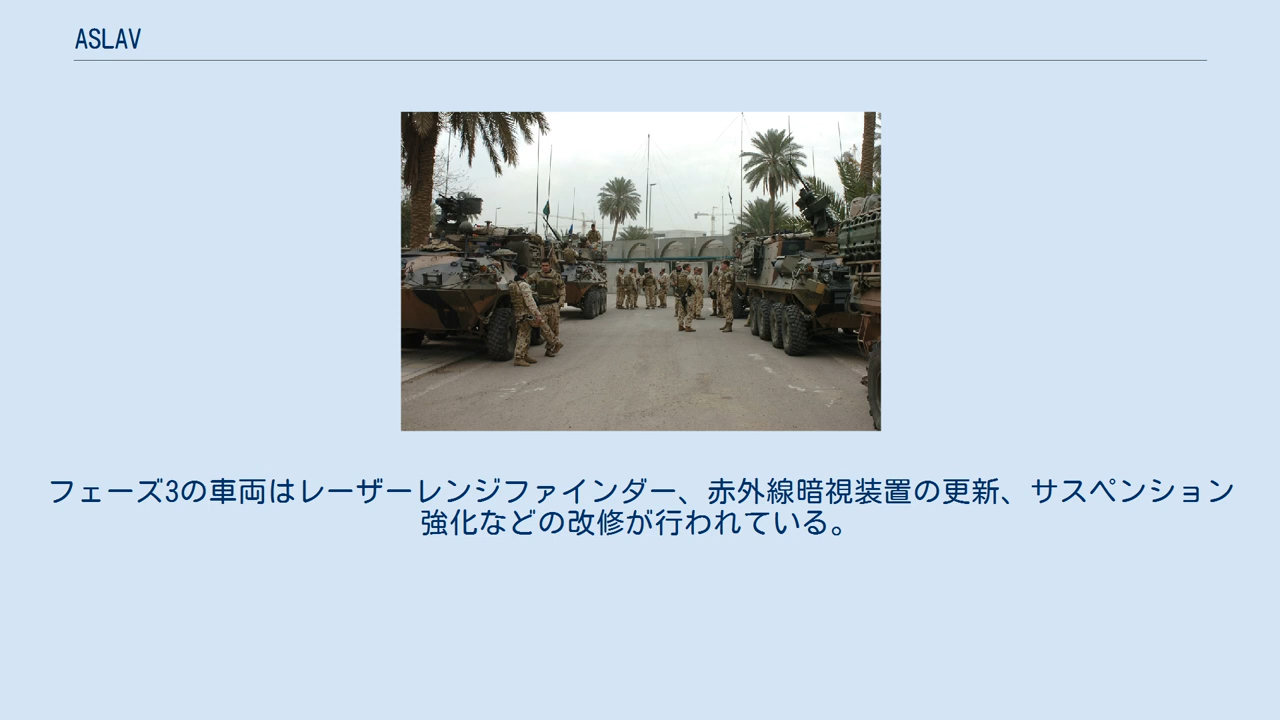 ASLAV
フェーズ3の車両はレーザーレンジファインダー、赤外線暗視装置の更新、サスペンション
強化などの改修が行われている。